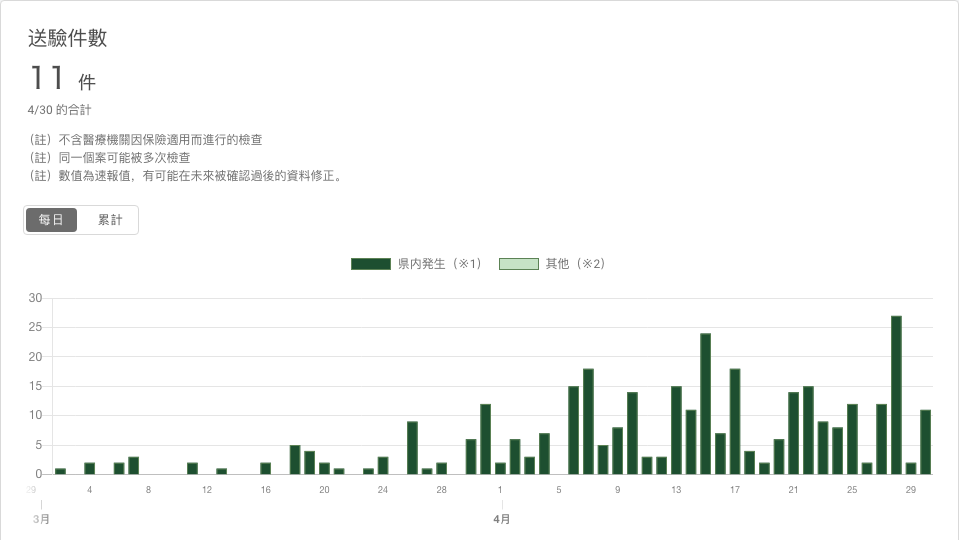 送驗件數
11 件
4/30 的合計
（註）不含醫療機關因保險適用而進行的檢查
（註）同一個案可能被多次檢查
（註）數值為速報值，有可能在未來被確認過後的資料修正。
每日 累計
県内発生（※1） 其他（※2）
30
25
20
15
10
5
0
29 4 8 12 16 20 24 28 1 5 9 13 17 21 25 29
3月 4月